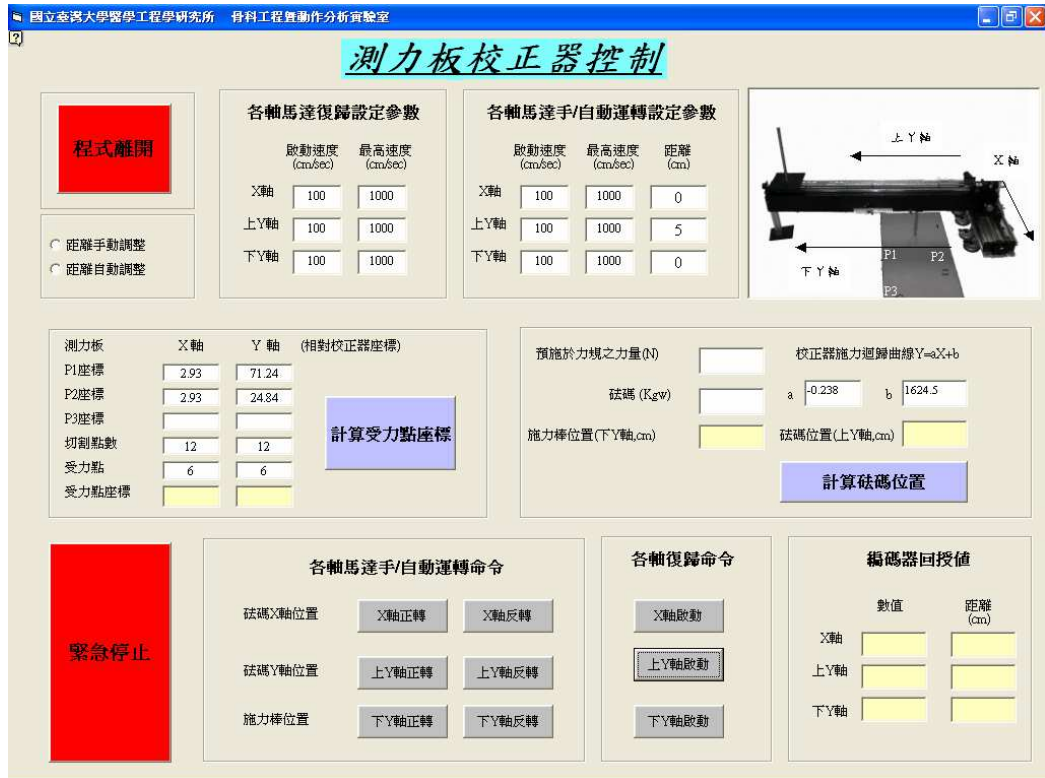 國立臺灣大學醫學工程學研究所 骨科工程暨動作分析實驗室
測力板校正器控制
程式離開
距離手動調整
距離自動調整
各軸馬達復歸設定參數
啟動速度 最高速度
(cm/sec) (cm/sec)
X軸 100 1000
上Y軸 100 1000
下Y軸 100 1000
各軸馬達手/自動運轉設定參數
啟動速度 最高速度 距離
(cm/sec) (cm/sec) (cm)
X軸 100 1000 0
上Y軸 100 1000 5
下Y軸 100 1000 0
上Y軸
X軸
P1 P2
下Y軸
P3
測力板 X軸 Y軸 (相對校正器座標)
P1座標 2.93 71.24
P2座標 2.93 24.84
P3座標
切割點數 12 12
受力點 6 6
受力點座標
計算受力點座標
預施於力規之力量(N) 校正器施力迴歸曲線Y=aX+b
砝碼 (Kgw) a -0.238 b 1624.5
施力棒位置(下Y軸,cm) 砝碼位置(上Y軸,cm)
計算砝碼位置
緊急停止
各軸馬達手/自動運轉命令
砝碼X軸位置 X軸正轉 X軸反轉
砝碼Y軸位置 上Y軸正轉 上Y軸反轉
施力棒位置 下Y軸正轉 下Y軸反轉
各軸復歸命令
X軸啟動
上Y軸啟動
下Y軸啟動
編碼器回授值
數值 距離
(cm)
X軸
上Y軸
下Y軸